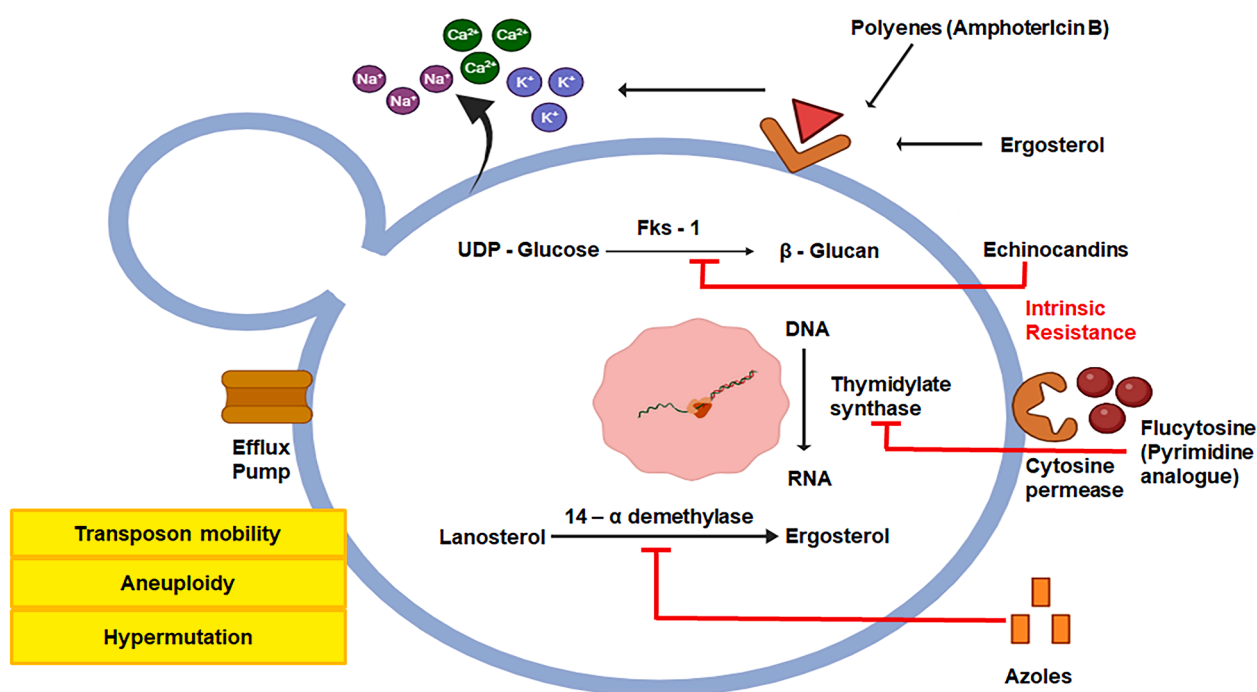 Polyenes (Amphotericin B)
Ca²⁺
Ca²⁺
Ca²⁺
Na⁺
Na⁺
Na⁺
K⁺
K⁺
K⁺
Ergosterol
Fks - 1
UDP - Glucose
β - Glucan
Echinocandins
Intrinsic
Resistance
DNA
Thymidylate
synthase
RNA
Flucytosine
(Pyrimidine
analogue)
Cytosine
permease
Efflux
Pump
14 – α demethylase
Lanosterol
Ergosterol
Transposon mobility
Aneuploidy
Hypermutation
Azoles